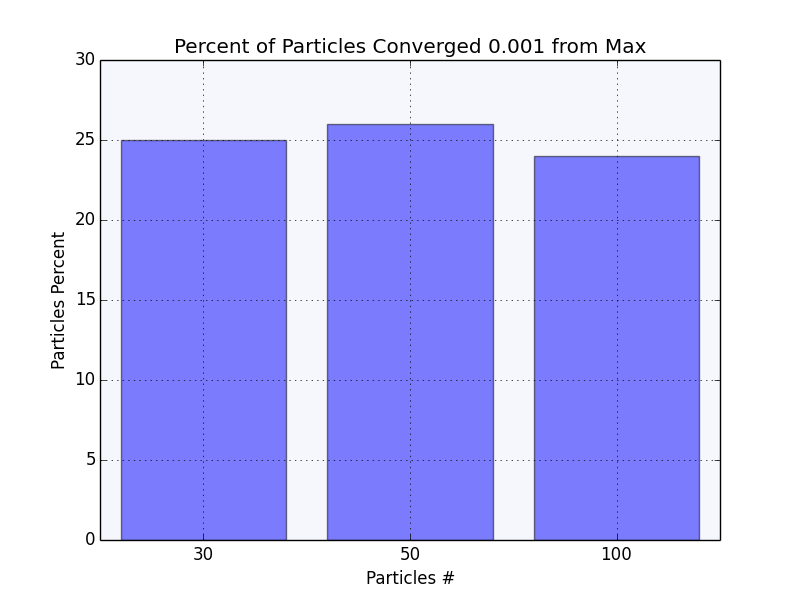 Percent of Particles Converged 0.001 from Max
30
25
20
15
10
5
0
Particles Percent
30 50 100
Particles #